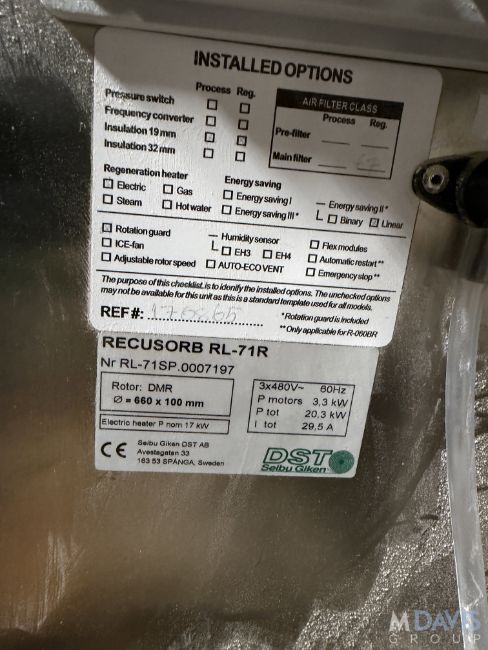 INSTALLED OPTIONS
Process Reg.
Pressure switch
Frequency converter
Insulation 19 mm
Insulation 32 mm
AIR FILTER CLASS
Process Reg.
Pre-filter
Main filter
Regeneration heater
Electric Gas
Steam Hot water
Energy saving
Energy saving I
Energy saving III*
Energy saving II*
Binary Linear
Rotation guard
ICE-fan
Adjustable rotor speed
Humidity sensor
EH3 EH4
AUTO-ECO VENT
Flex modules
Automatic restart**
Emergency stop**
The purpose of this checklist is to identify the installed options. The unchecked options
may not be available for this unit as this is a standard template used for all models.
REF#:
*Rotation guard is included
**Only applicable for R-060BR
RECUSORB RL-71R
Nr RL-71SP.0007197
Rotor: DMR
Ø = 660 x 100 mm
Electric heater P nom 17 kW
3x480V~ 60Hz
P motors 3,3 kW
P tot 20,3 kW
I tot 29,5 A
CE
Seibu Giken DST AB
Avestagatan 33
163 53 SPÅNGA, Sweden
DST
Seibu Giken
M DAVIS
GROUP